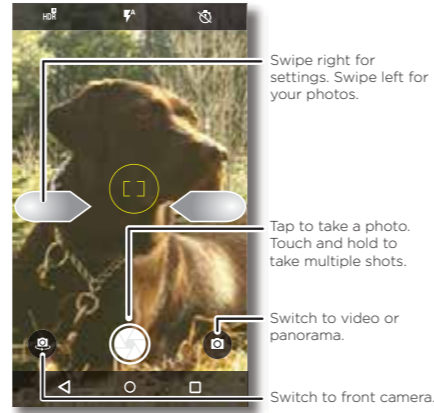 HDR
A
Swipe right for
settings. Swipe left for
your photos.
Tap to take a photo.
Touch and hold to
take multiple shots.
Switch to video or
panorama.
Switch to front camera.